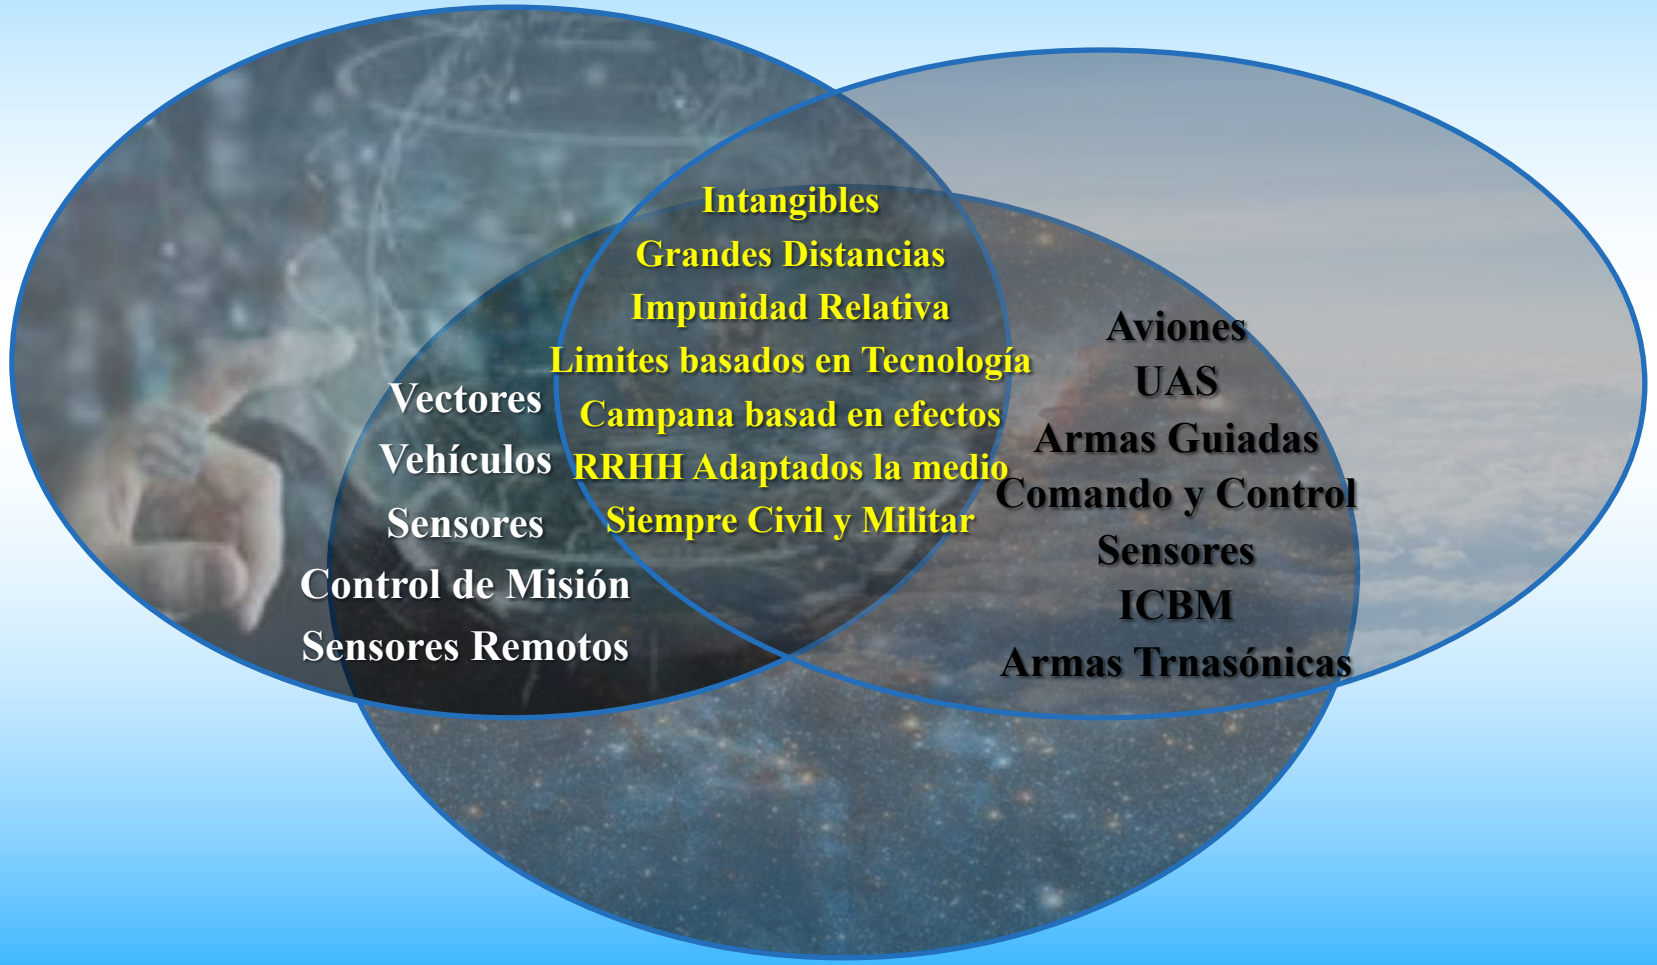 Intangibles
Grandes Distancias
Impunidad Relativa
Limites basados en Tecnología
Campana basad en efectos
RRHH Adaptados la medio
Siempre Civil y Militar
Vectores
Vehículos
Sensores
Control de Misión
Sensores Remotos
Aviones
UAS
Armas Guiadas
Comando y Control
Sensores
ICBM
Armas Trnasónicas